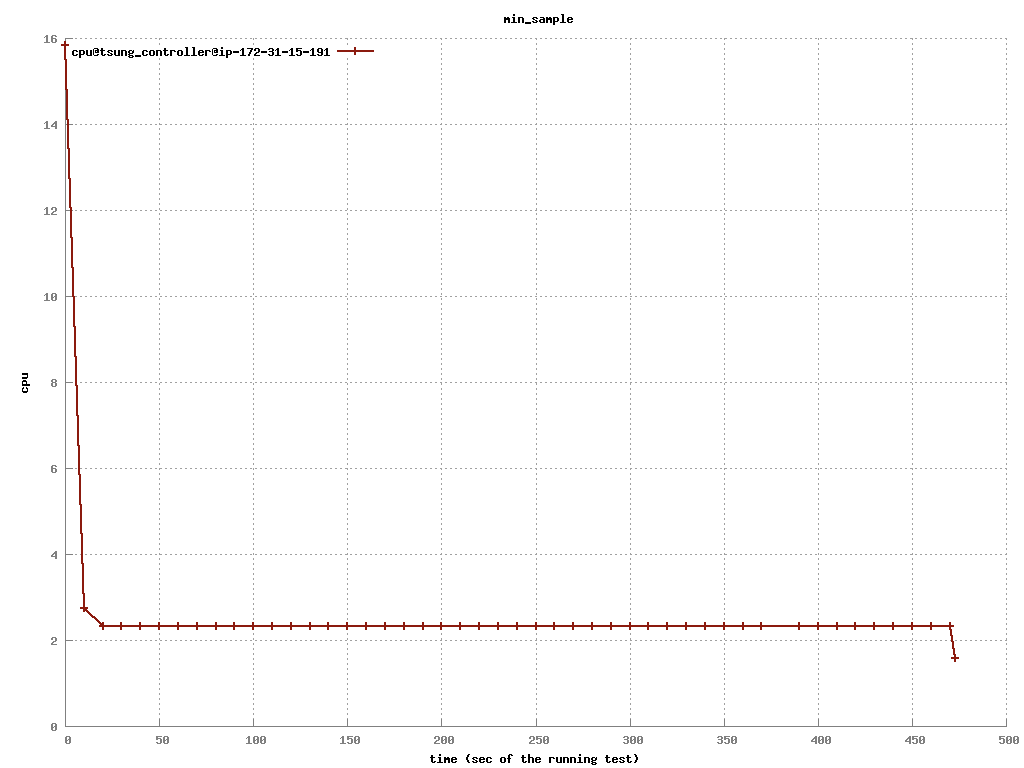 min_sample
cpu@tsung_controller@ip-172-31-15-191
16
14
12
10
8
6
4
2
0
cpu
0 50 100 150 200 250 300 350 400 450 500
time (sec of the running test)